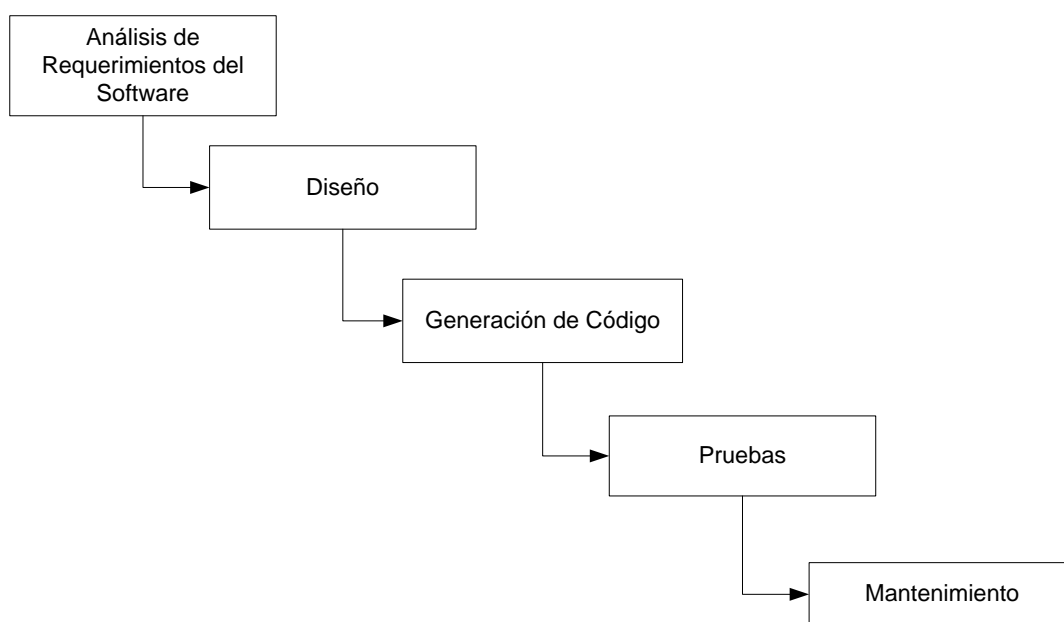 Análisis de
Requerimientos del
Software
Diseño
Generación de Código
Pruebas
Mantenimiento